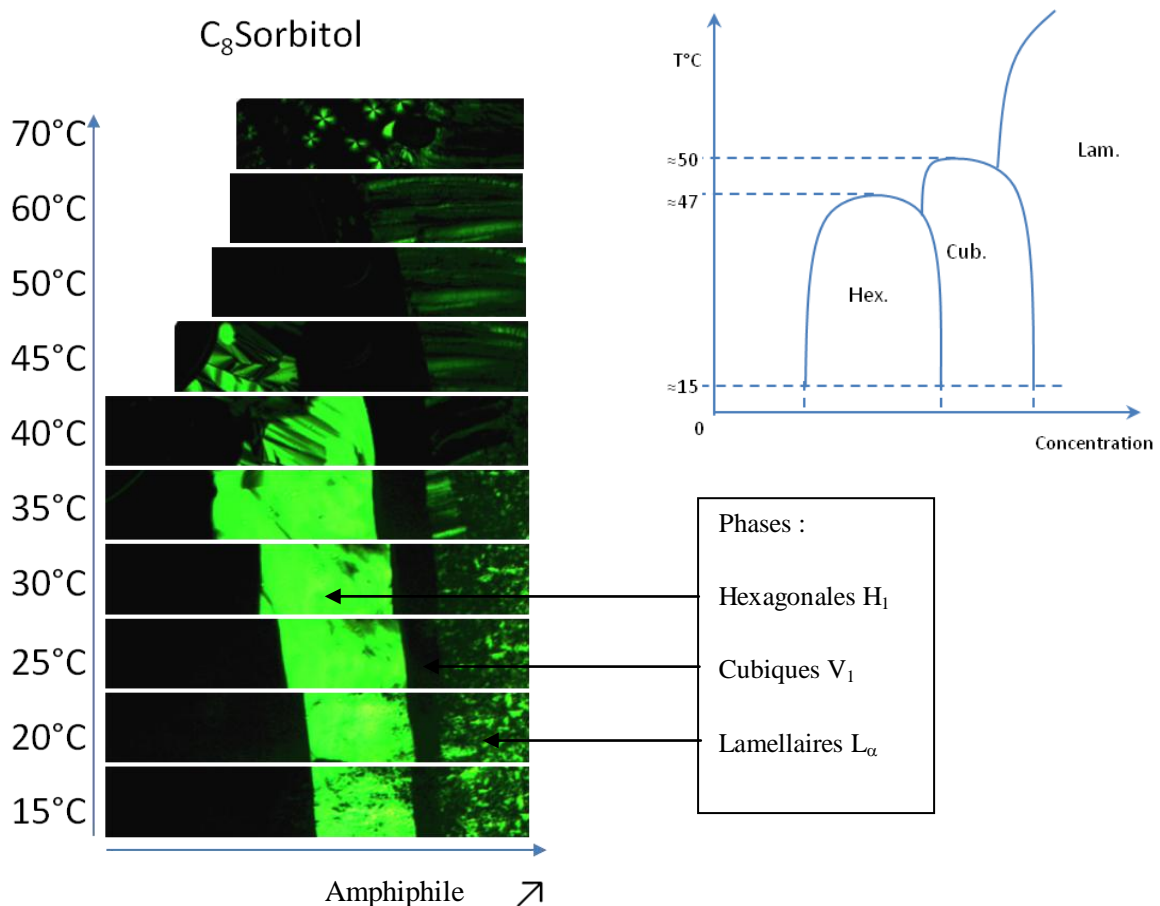 C₈Sorbitol
70°C
60°C
50°C
45°C
40°C
35°C
30°C
25°C
20°C
15°C
Amphiphile ↗
T°C
≈50
≈47
≈15
0
Hex.
Cub.
Lam.
Concentration
Phases :
Hexagonales H₁
Cubiques V₁
Lamellaires Lα